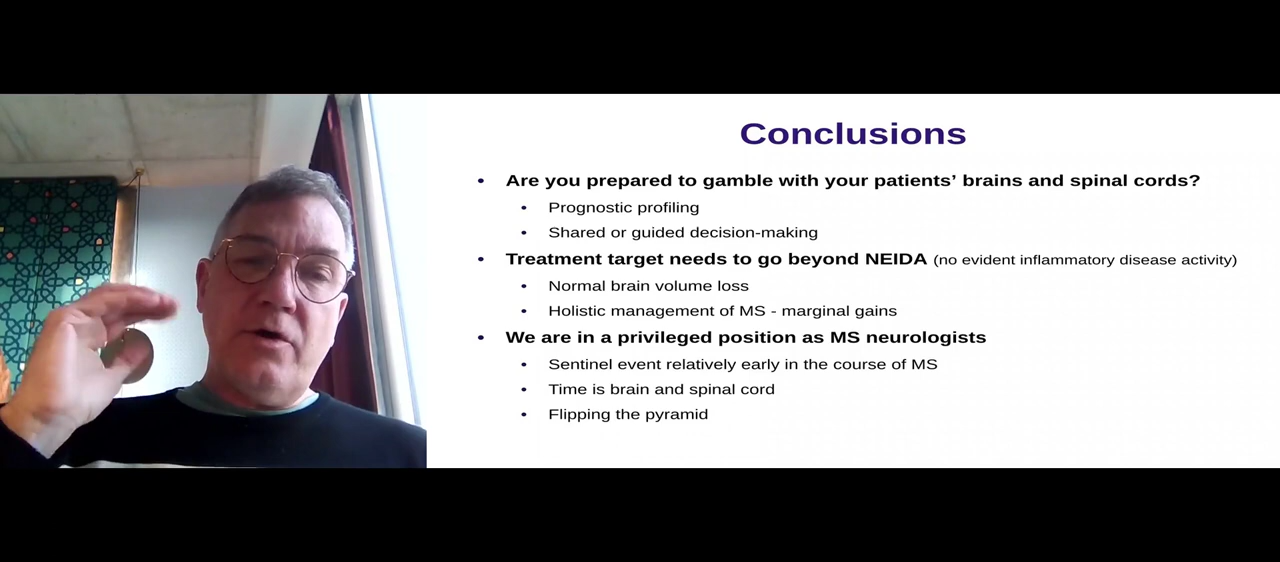 Conclusions
• Are you prepared to gamble with your patients’ brains and spinal cords?
• Prognostic profiling
• Shared or guided decision-making
• Treatment target needs to go beyond NEIDA (no evident inflammatory disease activity)
• Normal brain volume loss
• Holistic management of MS - marginal gains
• We are in a privileged position as MS neurologists
• Sentinel event relatively early in the course of MS
• Time is brain and spinal cord
• Flipping the pyramid